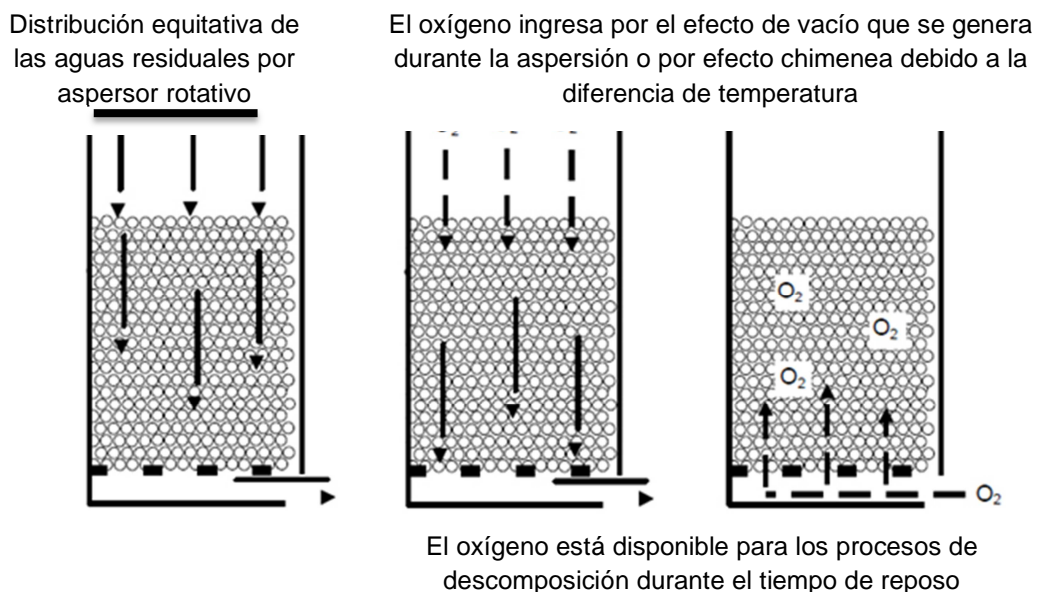 Distribución equitativa de
las aguas residuales por
aspersor rotativo
El oxígeno ingresa por el efecto de vacío que se genera
durante la aspersión o por efecto chimenea debido a la
diferencia de temperatura
O₂
O₂
O₂
O₂
El oxígeno está disponible para los procesos de
descomposición durante el tiempo de reposo